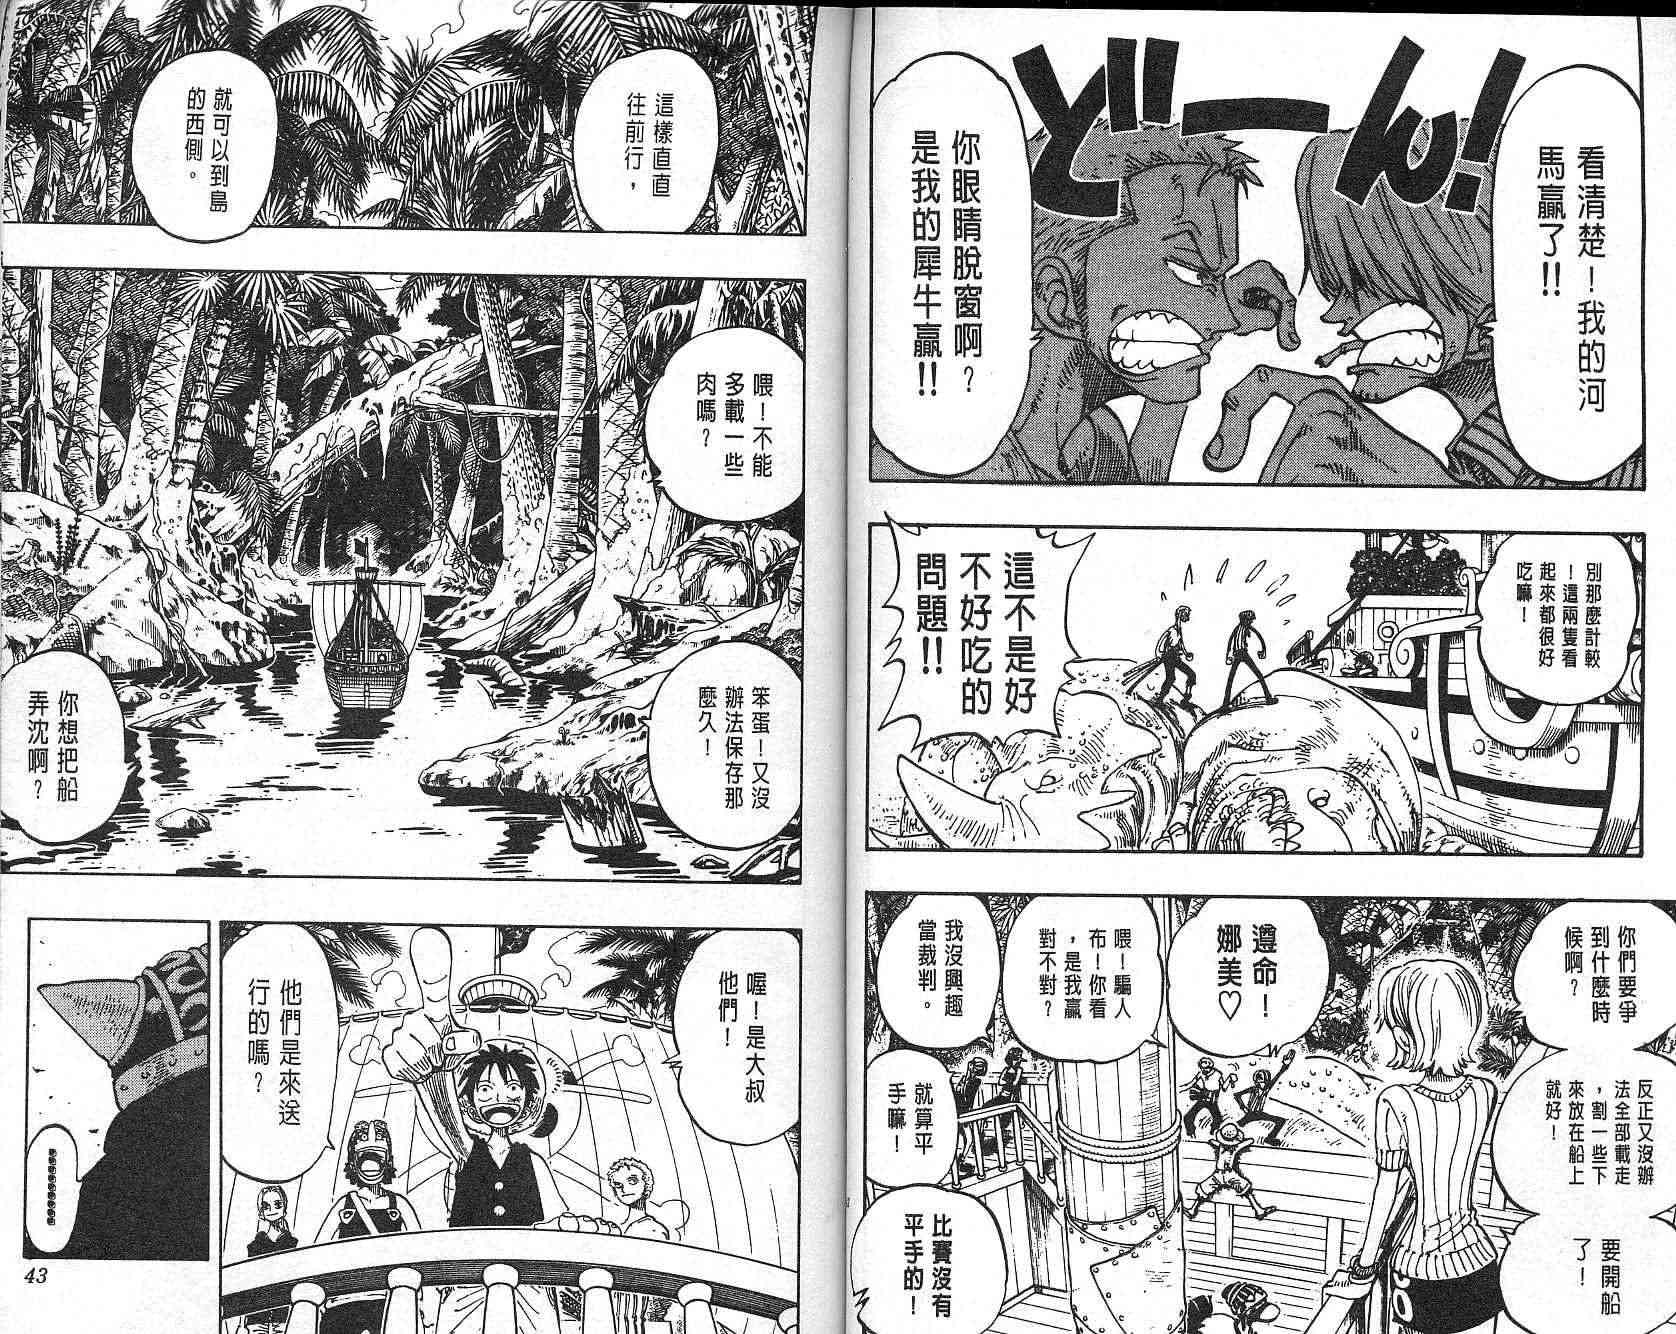 どーん!
看清楚!我的河
馬贏了!!
你眼睛脫窗啊?
是我的犀牛贏!!
別那麼計較
!這兩隻看
起來都很好
吃嘛!
這不是好
不好吃的
問題!!
你們要爭
到什麼時
候啊?
反正又沒辦
法全部載走
,割一些下
來放在船上
就好!
要開船
了!
遵命!
娜美♡
喂!騙人
布!你看
,是我贏
對不對?
我沒興趣
當裁判。
就算平
手嘛!
比賽沒有
平手的!
這樣直直
往前行,
就可以到島
的西側。
喂!不能
多載一些
肉嗎?
笨蛋!又沒
辦法保存那
麼久!
你想把船
弄沈啊?
喔!是大叔
他們!
他們是來送
行的嗎?
…………
43